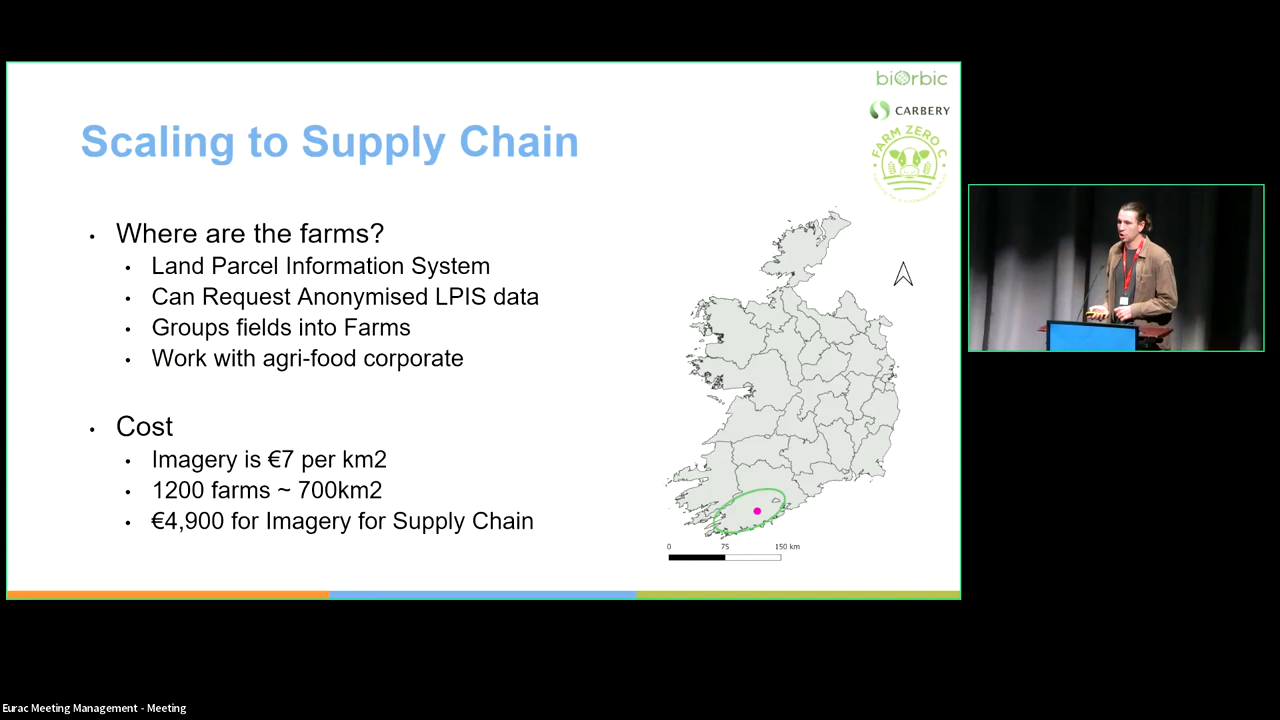 biOrbic
CARBERY
FARM ZERO C
Scaling to Supply Chain
• Where are the farms?
• Land Parcel Information System
• Can Request Anonymised LPIS data
• Groups fields into Farms
• Work with agri-food corporate
• Cost
• Imagery is €7 per km2
• 1200 farms ~ 700km2
• €4,900 for Imagery for Supply Chain
0 75 150 km
Eurac Meeting Management - Meeting